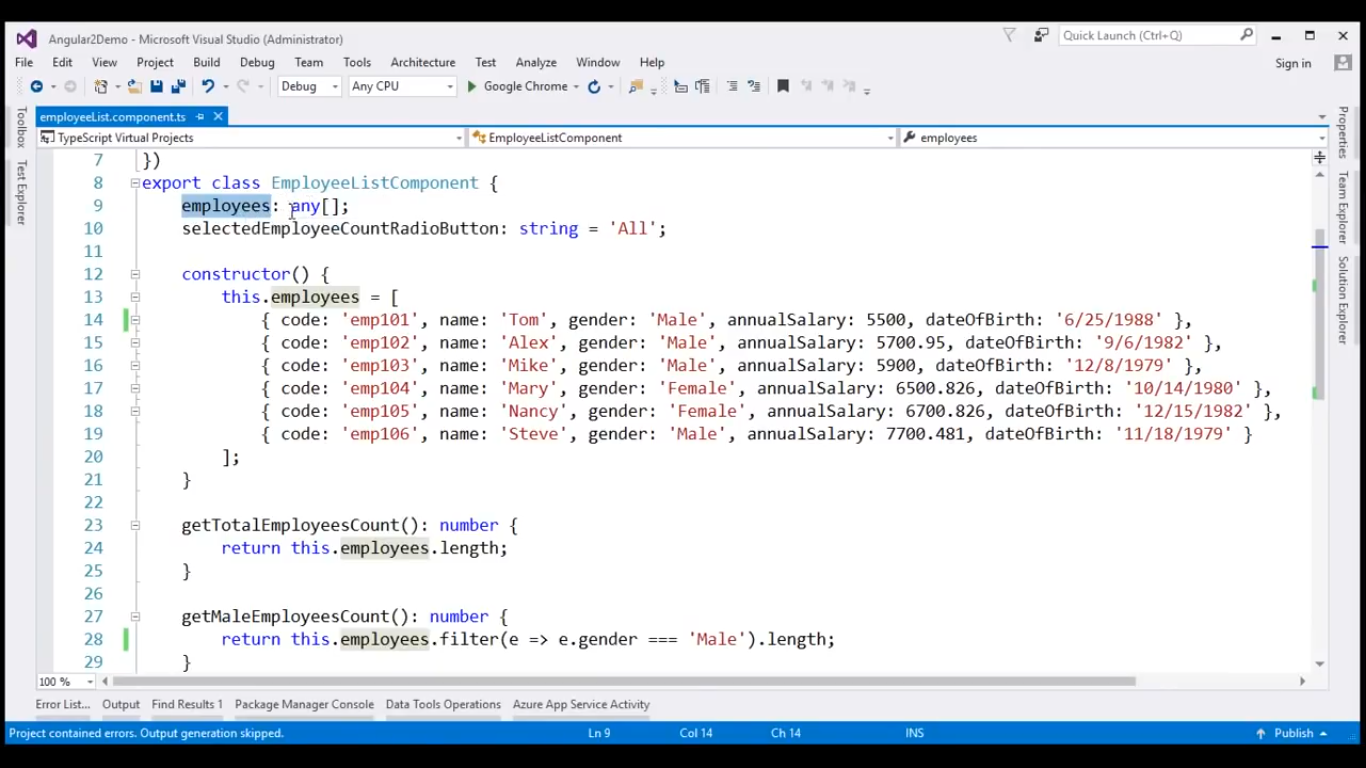 Angular2Demo - Microsoft Visual Studio (Administrator) Quick Launch (Ctrl+Q)
File Edit View Project Build Debug Team Tools Architecture Test Analyze Window Help Sign in
Debug Any CPU Google Chrome
employeeList.component.ts
TypeScript Virtual Projects EmployeeListComponent employees
Toolbox
Test Explorer
Properties
Team Explorer
Solution Explorer
7 })
8 export class EmployeeListComponent {
9 employees: any[];
10 selectedEmployeeCountRadioButton: string = 'All';
11
12 constructor() {
13 this.employees = [
14 { code: 'emp101', name: 'Tom', gender: 'Male', annualSalary: 5500, dateOfBirth: '6/25/1988' },
15 { code: 'emp102', name: 'Alex', gender: 'Male', annualSalary: 5700.95, dateOfBirth: '9/6/1982' },
16 { code: 'emp103', name: 'Mike', gender: 'Male', annualSalary: 5900, dateOfBirth: '12/8/1979' },
17 { code: 'emp104', name: 'Mary', gender: 'Female', annualSalary: 6500.826, dateOfBirth: '10/14/1980' },
18 { code: 'emp105', name: 'Nancy', gender: 'Female', annualSalary: 6700.826, dateOfBirth: '12/15/1982' },
19 { code: 'emp106', name: 'Steve', gender: 'Male', annualSalary: 7700.481, dateOfBirth: '11/18/1979' }
20 ];
21 }
22
23 getTotalEmployeesCount(): number {
24 return this.employees.length;
25 }
26
27 getMaleEmployeesCount(): number {
28 return this.employees.filter(e => e.gender === 'Male').length;
29 }
100 %
Error List... Output Find Results 1 Package Manager Console Data Tools Operations Azure App Service Activity
Project contained errors. Output generation skipped. Ln 9 Col 14 Ch 14 INS Publish